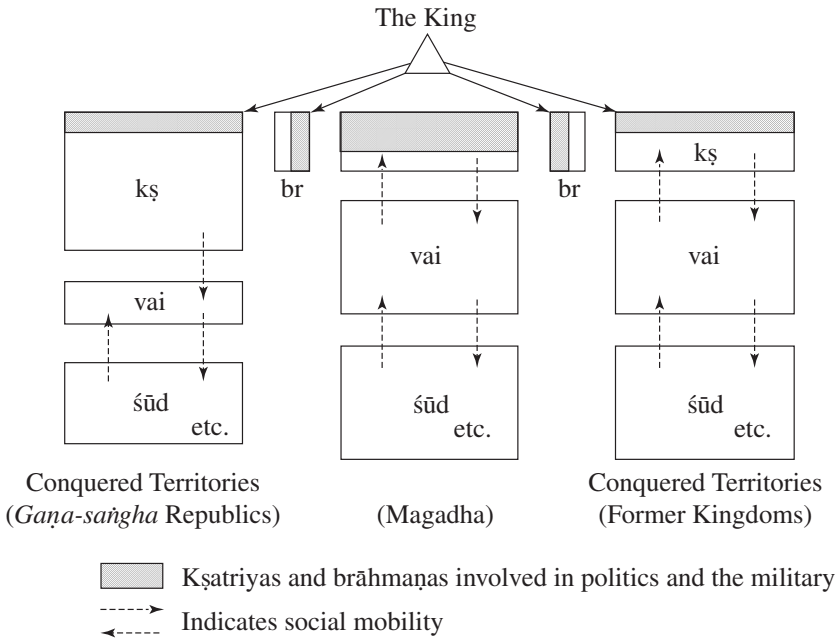 The King
kṣ
br
br
kṣ
vai
vai
vai
śūd
etc.
śūd
etc.
śūd
etc.
Conquered Territories
(Gaṇa-saṅgha Republics)
(Magadha)
Conquered Territories
(Former Kingdoms)
Kṣatriyas and brāhmaṇas involved in politics and the military
Indicates social mobility